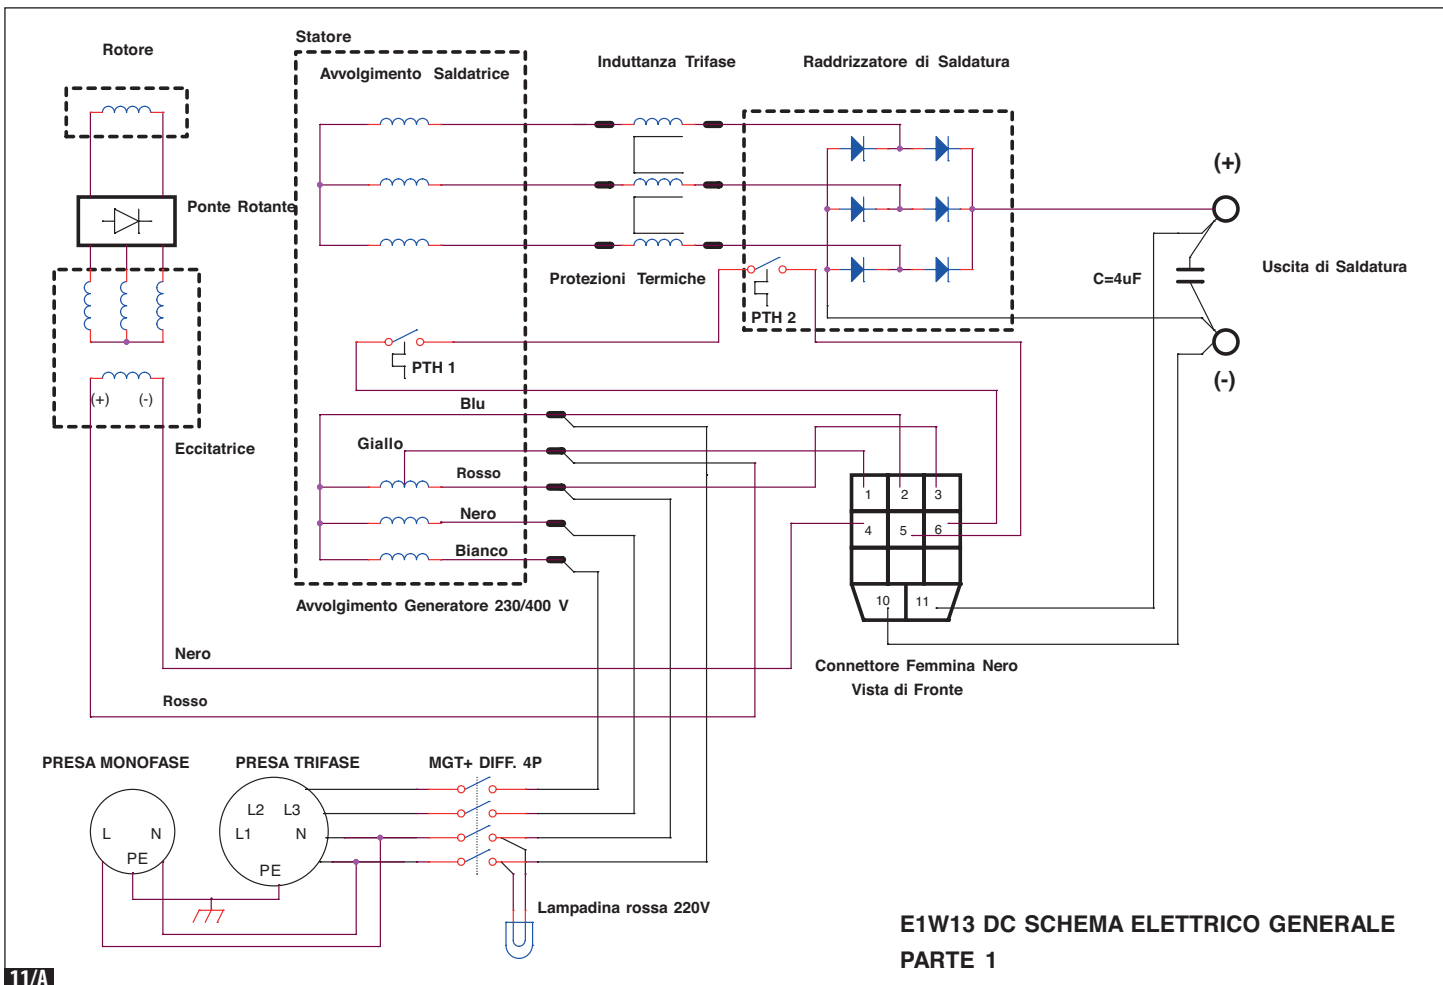 Statore
Rotore
Induttanza Trifase
Raddrizzatore di Saldatura
Avvolgimento Saldatrice
(+)
Ponte Rotante
Uscita di Saldatura
Protezioni Termiche
C=4uF
PTH 2
PTH 1
(-)
(+) (-)
Blu
Eccitatrice
Giallo
Rosso
1 2 3
Nero
4 5 6
Bianco
Avvolgimento Generatore 230/400 V
10 11
Nero
Connettore Femmina Nero
Vista di Fronte
Rosso
PRESA MONOFASE
PRESA TRIFASE
MGT+ DIFF. 4P
L2 L3
L N
L1 N
PE
PE
Lampadina rossa 220V
E1W13 DC SCHEMA ELETTRICO GENERALE
PARTE 1
11/A